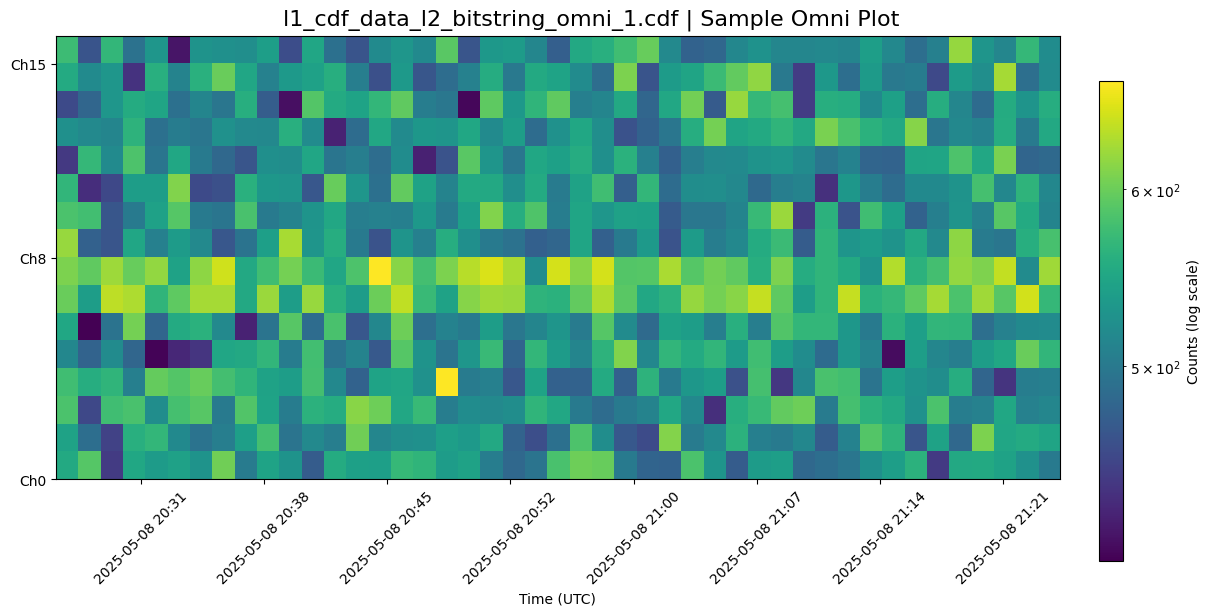 l1_cdf_data_l2_bitstring_omni_1.cdf | Sample Omni Plot
Ch15
Ch8
Ch0
2025-05-08 20:31
2025-05-08 20:38
2025-05-08 20:45
2025-05-08 20:52
2025-05-08 21:00
2025-05-08 21:07
2025-05-08 21:14
2025-05-08 21:21
Time (UTC)
6 × 10²
5 × 10²
Counts (log scale)